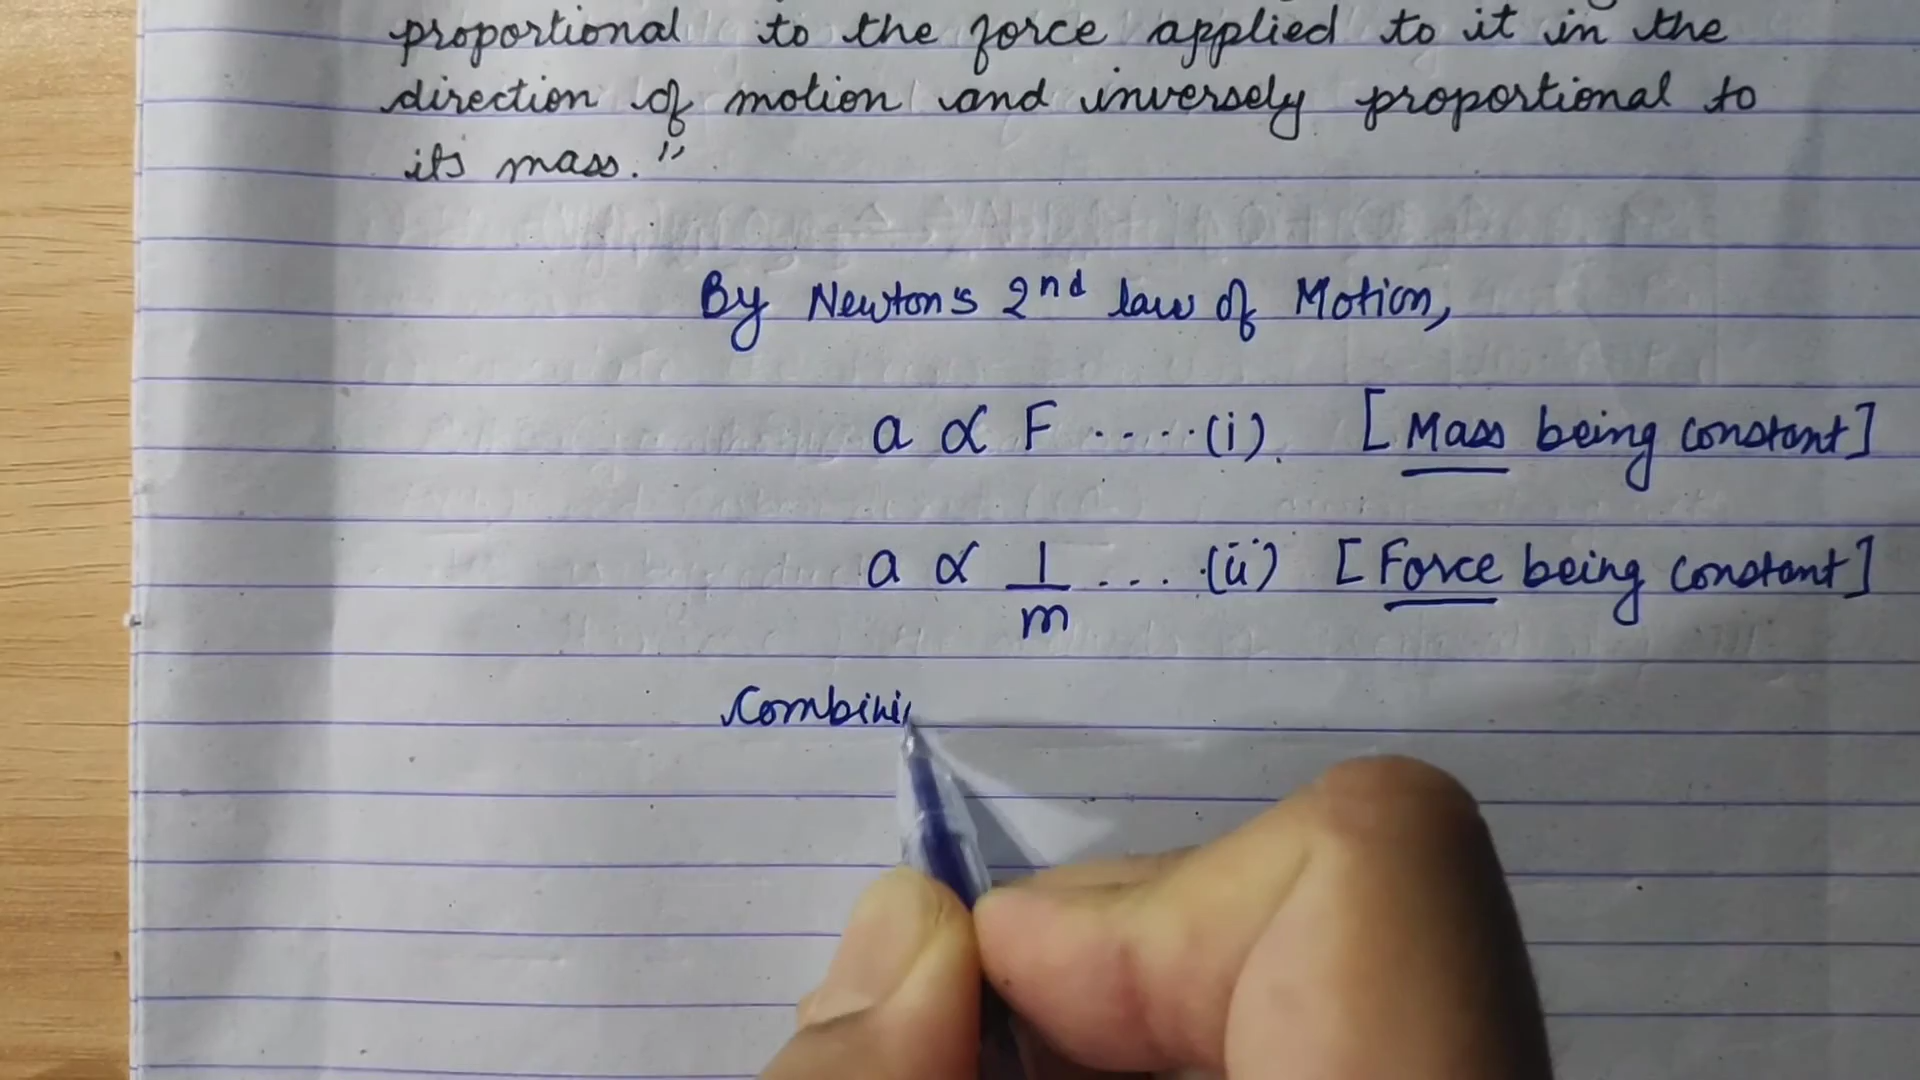 proportional to the force applied to it in the
direction of motion and inversely proportional to
its mass."
By Newton's 2nd law of Motion,
a ∝ F ....(i). [Mass being constant]
a ∝ 1/m ....(ii) [Force being constant]
Combini